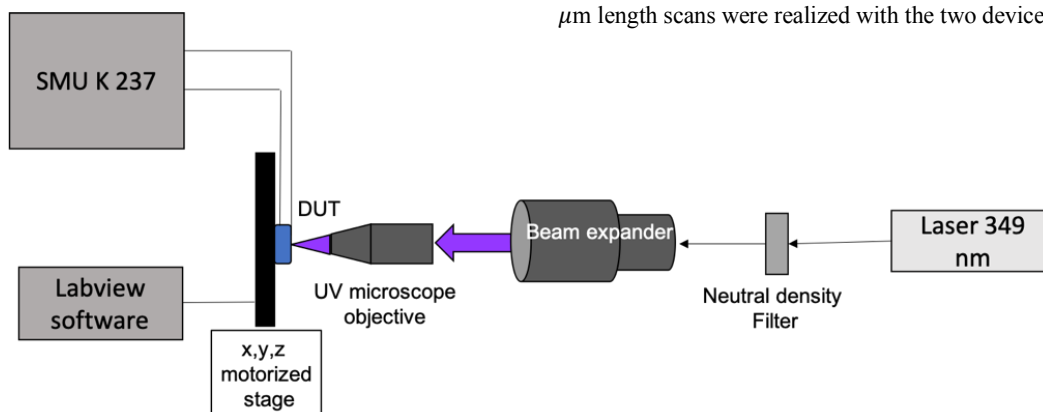 μm length scans were realized with the two device
SMU K 237
DUT
Beam expander
Laser 349
nm
UV microscope
objective
Neutral density
Filter
Labview
software
x,y,z
motorized
stage